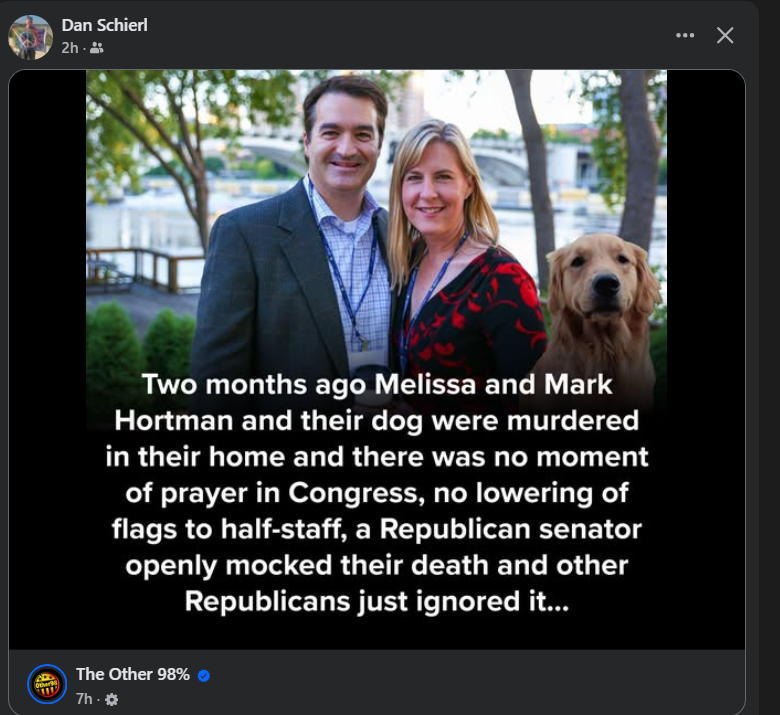 Dan Schierl
2h ·
Two months ago Melissa and Mark
Hortman and their dog were murdered
in their home and there was no moment
of prayer in Congress, no lowering of
flags to half-staff, a Republican senator
openly mocked their death and other
Republicans just ignored it...
Other98
The Other 98%
7h ·